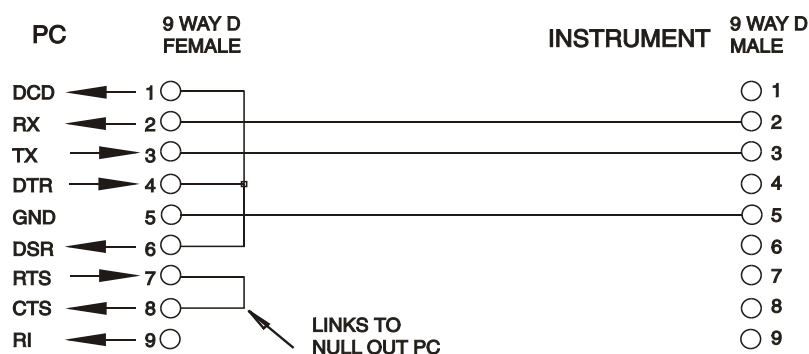 PC
9 WAY D
FEMALE
INSTRUMENT
9 WAY D
MALE
DCD 1 1
RX 2 2
TX 3 3
DTR 4 4
GND 5 5
DSR 6 6
RTS 7 7
CTS 8 8
RI 9 9
LINKS TO
NULL OUT PC